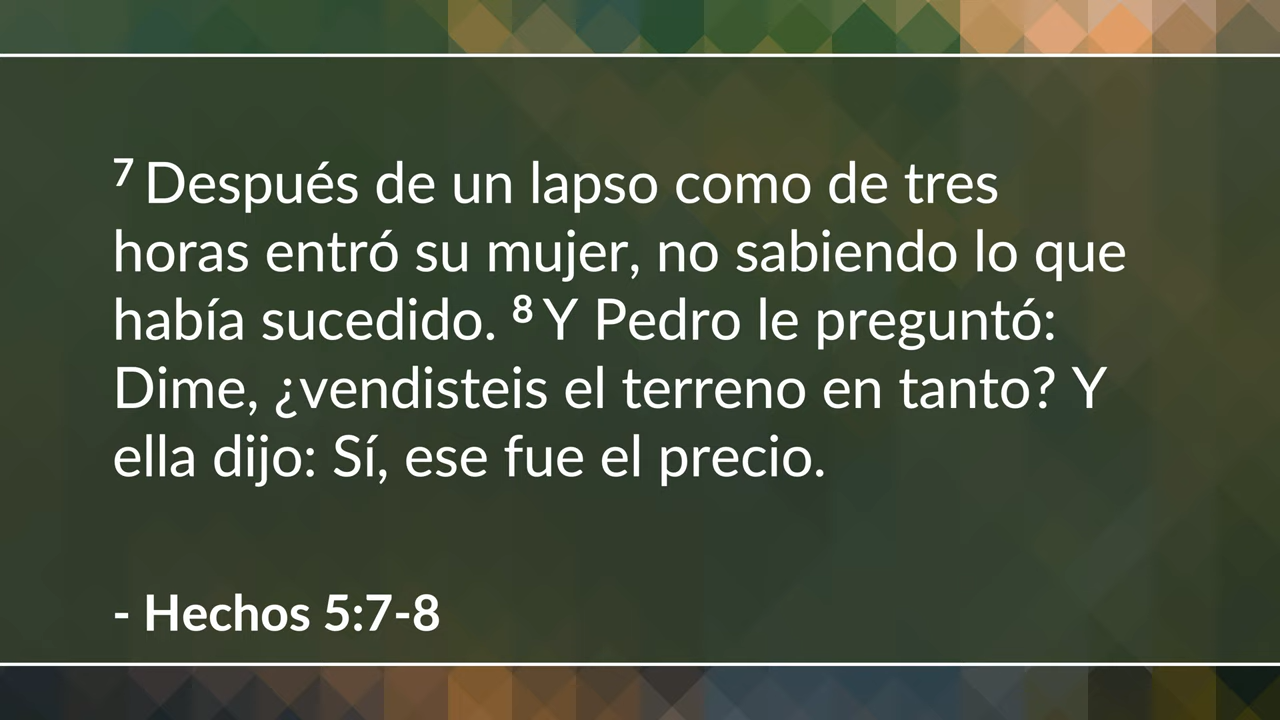 ⁷ Después de un lapso como de tres
horas entró su mujer, no sabiendo lo que
había sucedido. ⁸ Y Pedro le preguntó:
Dime, ¿vendisteis el terreno en tanto? Y
ella dijo: Sí, ese fue el precio.
- Hechos 5:7-8